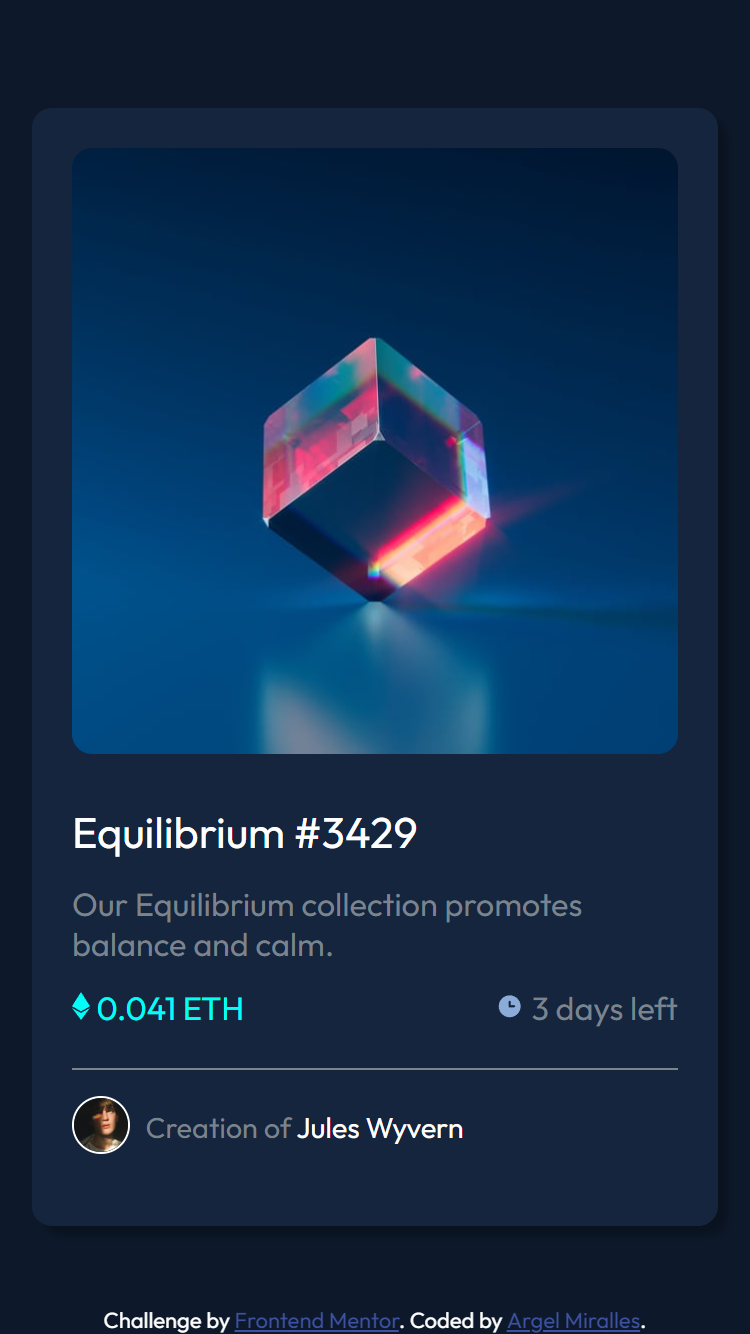 Equilibrium #3429
Our Equilibrium collection promotes
balance and calm.
0.041 ETH
3 days left
Creation of Jules Wyvern
Challenge by Frontend Mentor. Coded by Argel Miralles.